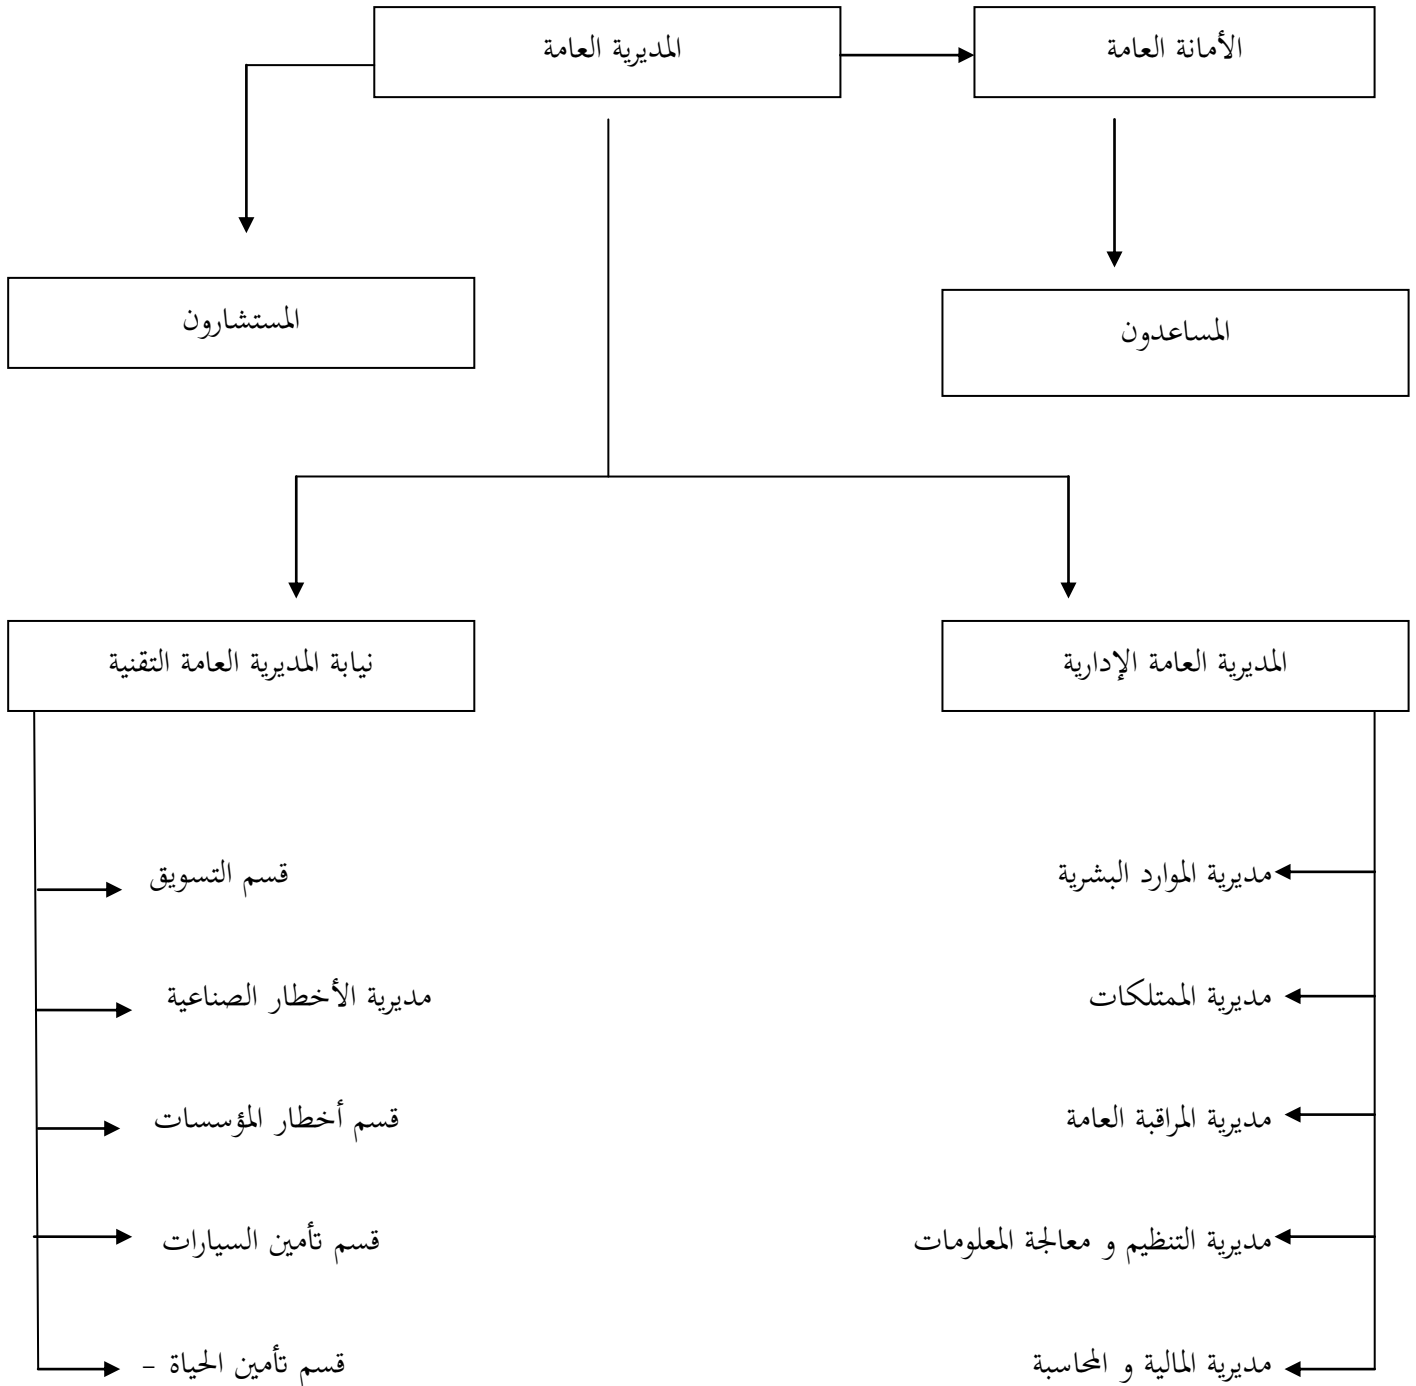 الأمانة العامة
المديرية العامة
المستشارون
المساعدون
المديرية العامة الإدارية
نيابة المديرية العامة التقنية
مديرية الموارد البشرية
قسم التسويق
مديرية الممتلكات
مديرية الأخطار الصناعية
مديرية المراقبة العامة
قسم أخطار المؤسسات
مديرية التنظيم و معالجة المعلومات
قسم تأمين السيارات
مديرية المالية و المحاسبة
قسم تأمين الحياة -